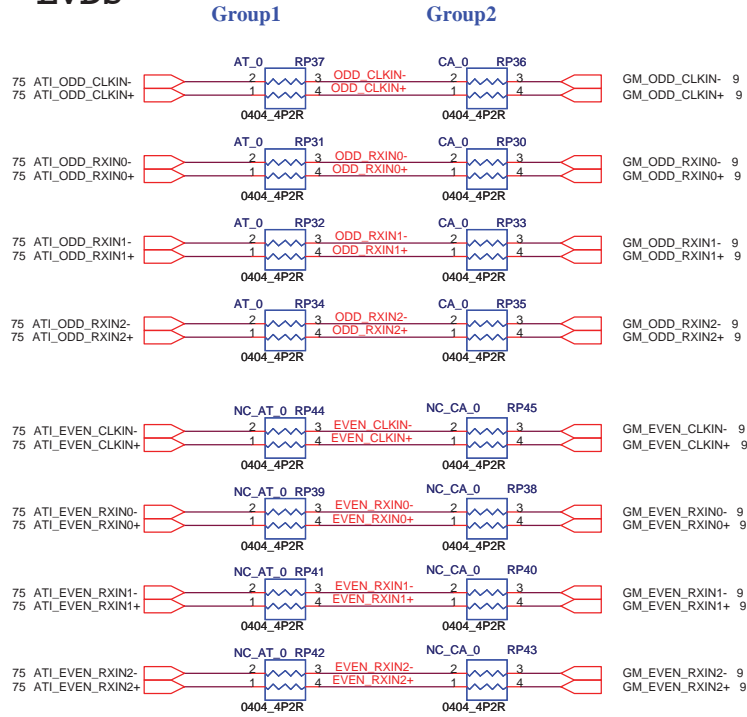 Group1 Group2
AT_0 RP37 CA_0 RP36
75 ATI_ODD_CLKIN- 2 3 ODD_CLKIN- 2 3 GM_ODD_CLKIN- 9
75 ATI_ODD_CLKIN+ 1 4 ODD_CLKIN+ 1 4 GM_ODD_CLKIN+ 9
0404_4P2R 0404_4P2R
AT_0 RP31 CA_0 RP30
75 ATI_ODD_RXIN0- 2 3 ODD_RXIN0- 2 3 GM_ODD_RXIN0- 9
75 ATI_ODD_RXIN0+ 1 4 ODD_RXIN0+ 1 4 GM_ODD_RXIN0+ 9
0404_4P2R 0404_4P2R
AT_0 RP32 CA_0 RP33
75 ATI_ODD_RXIN1- 2 3 ODD_RXIN1- 2 3 GM_ODD_RXIN1- 9
75 ATI_ODD_RXIN1+ 1 4 ODD_RXIN1+ 1 4 GM_ODD_RXIN1+ 9
0404_4P2R 0404_4P2R
AT_0 RP34 CA_0 RP35
75 ATI_ODD_RXIN2- 2 3 ODD_RXIN2- 2 3 GM_ODD_RXIN2- 9
75 ATI_ODD_RXIN2+ 1 4 ODD_RXIN2+ 1 4 GM_ODD_RXIN2+ 9
0404_4P2R 0404_4P2R
NC_AT_0 RP44 NC_CA_0 RP45
75 ATI_EVEN_CLKIN- 2 3 EVEN_CLKIN- 2 3 GM_EVEN_CLKIN- 9
75 ATI_EVEN_CLKIN+ 1 4 EVEN_CLKIN+ 1 4 GM_EVEN_CLKIN+ 9
0404_4P2R 0404_4P2R
NC_AT_0 RP39 NC_CA_0 RP38
75 ATI_EVEN_RXIN0- 2 3 EVEN_RXIN0- 2 3 GM_EVEN_RXIN0- 9
75 ATI_EVEN_RXIN0+ 1 4 EVEN_RXIN0+ 1 4 GM_EVEN_RXIN0+ 9
0404_4P2R 0404_4P2R
NC_AT_0 RP41 NC_CA_0 RP40
75 ATI_EVEN_RXIN1- 2 3 EVEN_RXIN1- 2 3 GM_EVEN_RXIN1- 9
75 ATI_EVEN_RXIN1+ 1 4 EVEN_RXIN1+ 1 4 GM_EVEN_RXIN1+ 9
0404_4P2R 0404_4P2R
NC_AT_0 RP42 NC_CA_0 RP43
75 ATI_EVEN_RXIN2- 2 3 EVEN_RXIN2- 2 3 GM_EVEN_RXIN2- 9
75 ATI_EVEN_RXIN2+ 1 4 EVEN_RXIN2+ 1 4 GM_EVEN_RXIN2+ 9
0404_4P2R 0404_4P2R